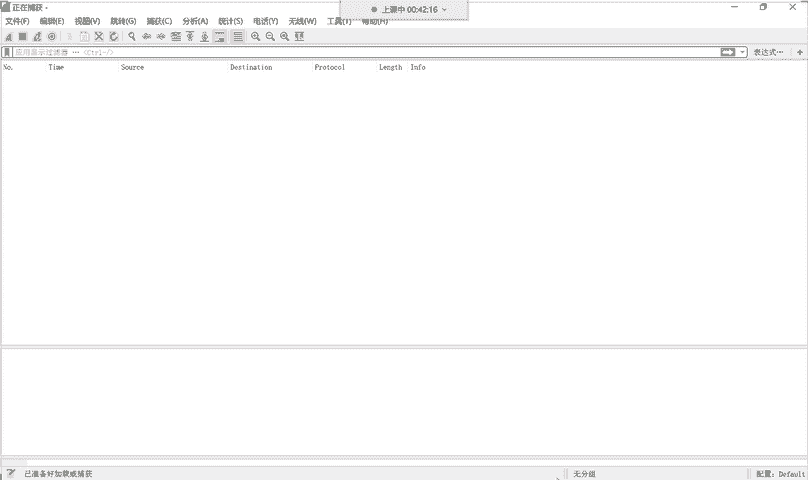 正在捕获 -
上课中 00:42:16
文件(F) 编辑(E) 视图(V) 跳转(G) 捕获(C) 分析(A) 统计(S) 电话(Y) 无线(W) 工具(T) 帮助(H)
应用显示过滤器 … <Ctrl-/>
表达式…
No. Time Source Destination Protocol Length Info
已准备好加载或捕获
无分组
配置: Default